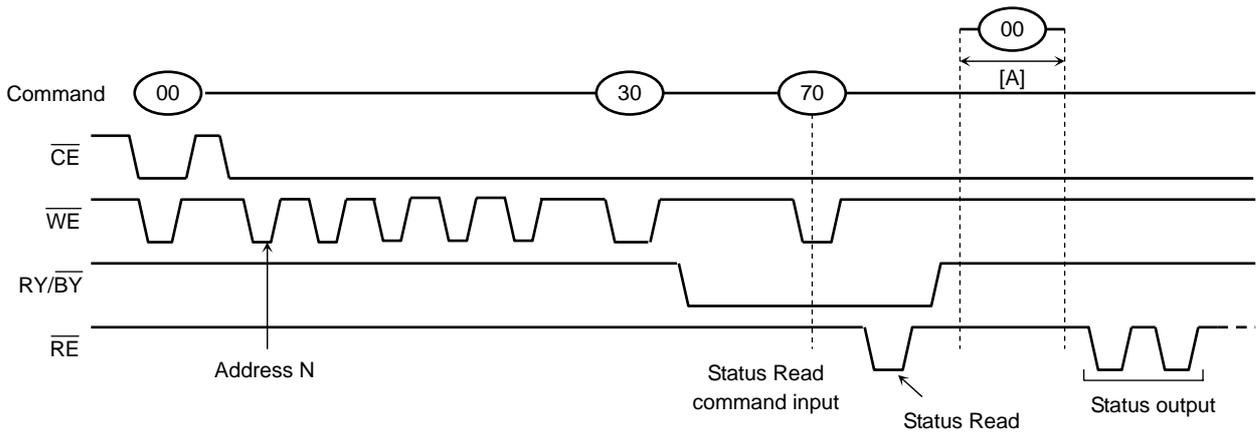 00
[A]
Command 00 30 70
CE
WE
RY/BY
RE
Address N
Status Read
command input
Status Read
Status output